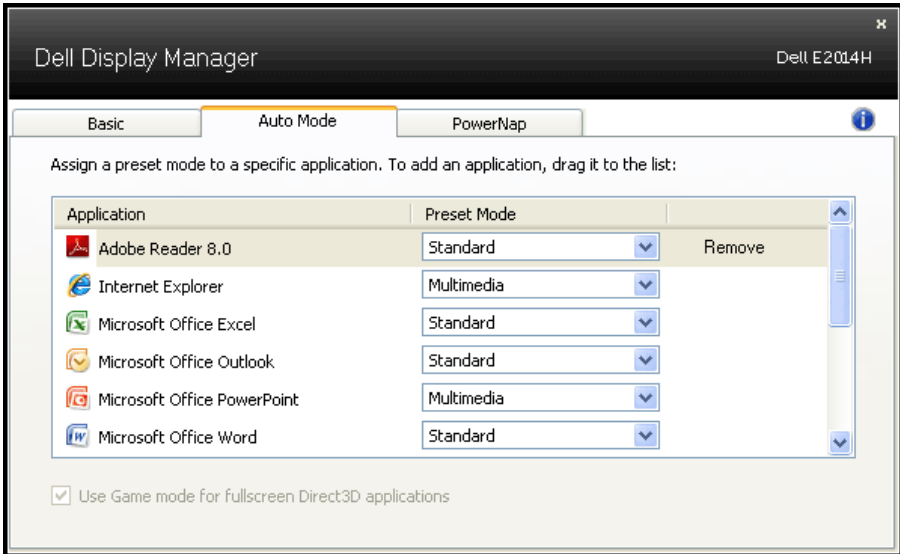 x
Dell Display Manager Dell E2014H
Basic Auto Mode PowerNap
Assign a preset mode to a specific application. To add an application, drag it to the list:
Application Preset Mode
Adobe Reader 8.0 Standard Remove
Internet Explorer Multimedia
Microsoft Office Excel Standard
Microsoft Office Outlook Standard
Microsoft Office PowerPoint Multimedia
Microsoft Office Word Standard
Use Game mode for fullscreen Direct3D applications